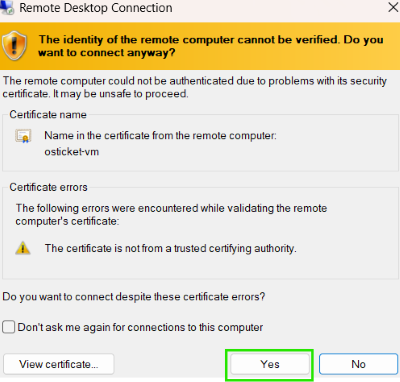 Remote Desktop Connection
The identity of the remote computer cannot be verified. Do you
want to connect anyway?
The remote computer could not be authenticated due to problems with its security
certificate. It may be unsafe to proceed.
Certificate name
Name in the certificate from the remote computer:
osticket-vm
Certificate errors
The following errors were encountered while validating the remote
computer's certificate:
The certificate is not from a trusted certifying authority.
Do you want to connect despite these certificate errors?
Don't ask me again for connections to this computer
View certificate... Yes No